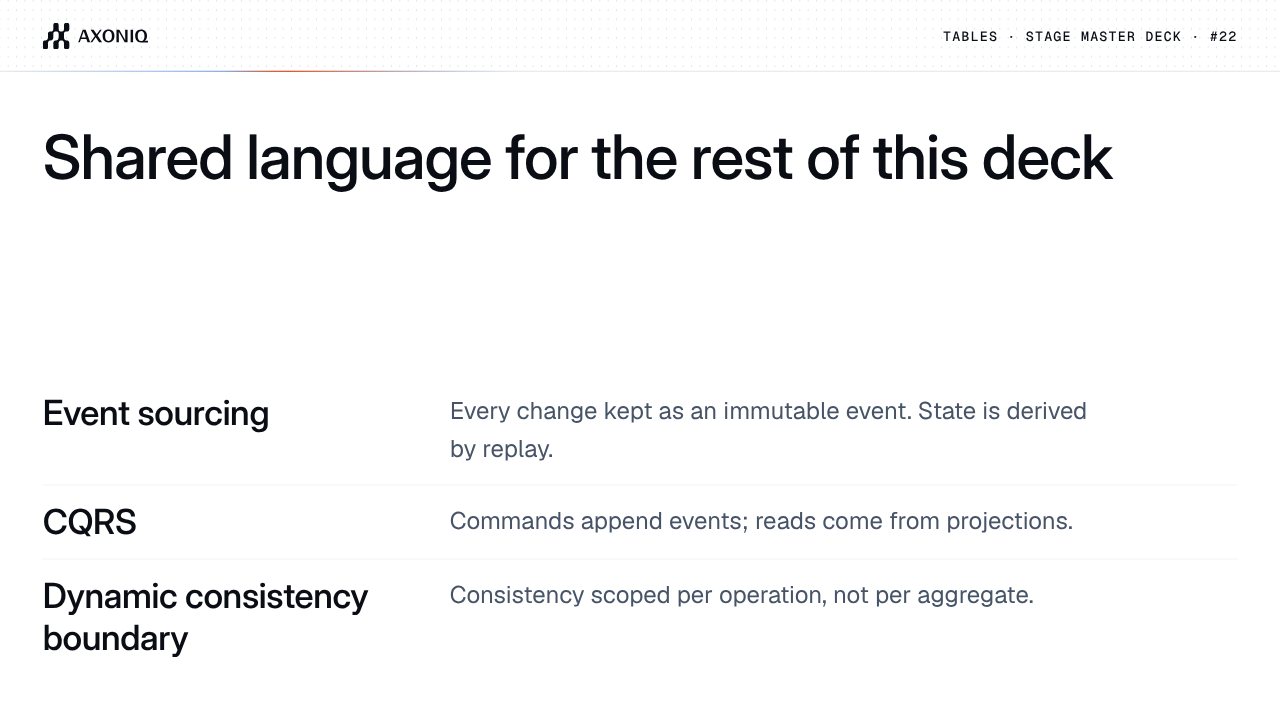 AXONIQ
TABLES · STAGE MASTER DECK · #22
Shared language for the rest of this deck
Event sourcing
Every change kept as an immutable event. State is derived
by replay.
CQRS
Commands append events; reads come from projections.
Dynamic consistency
boundary
Consistency scoped per operation, not per aggregate.